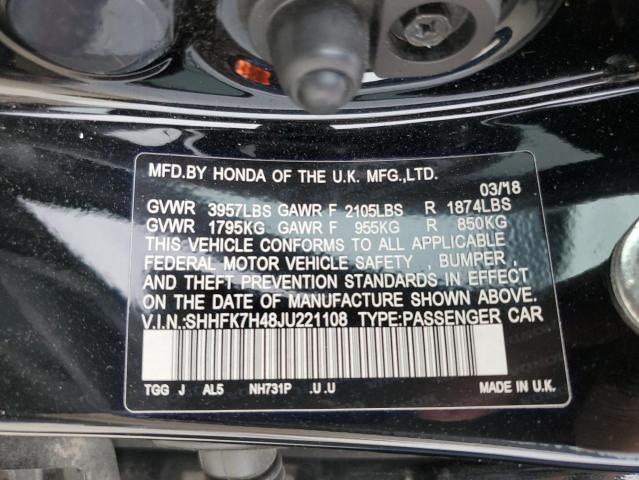 MFD.BY HONDA OF THE U.K. MFG.,LTD.
03/18
GVWR 3957LBS GAWR F 2105LBS R 1874LBS
GVWR 1795KG GAWR F 955KG R 850KG
THIS VEHICLE CONFORMS TO ALL APPLICABLE
FEDERAL MOTOR VEHICLE SAFETY , BUMPER ,
AND THEFT PREVENTION STANDARDS IN EFFECT
ON THE DATE OF MANUFACTURE SHOWN ABOVE.
V.I.N.:SHHFK7H48JU221108 TYPE:PASSENGER CAR
TGG J AL5 NH731P .U.U MADE IN U.K.